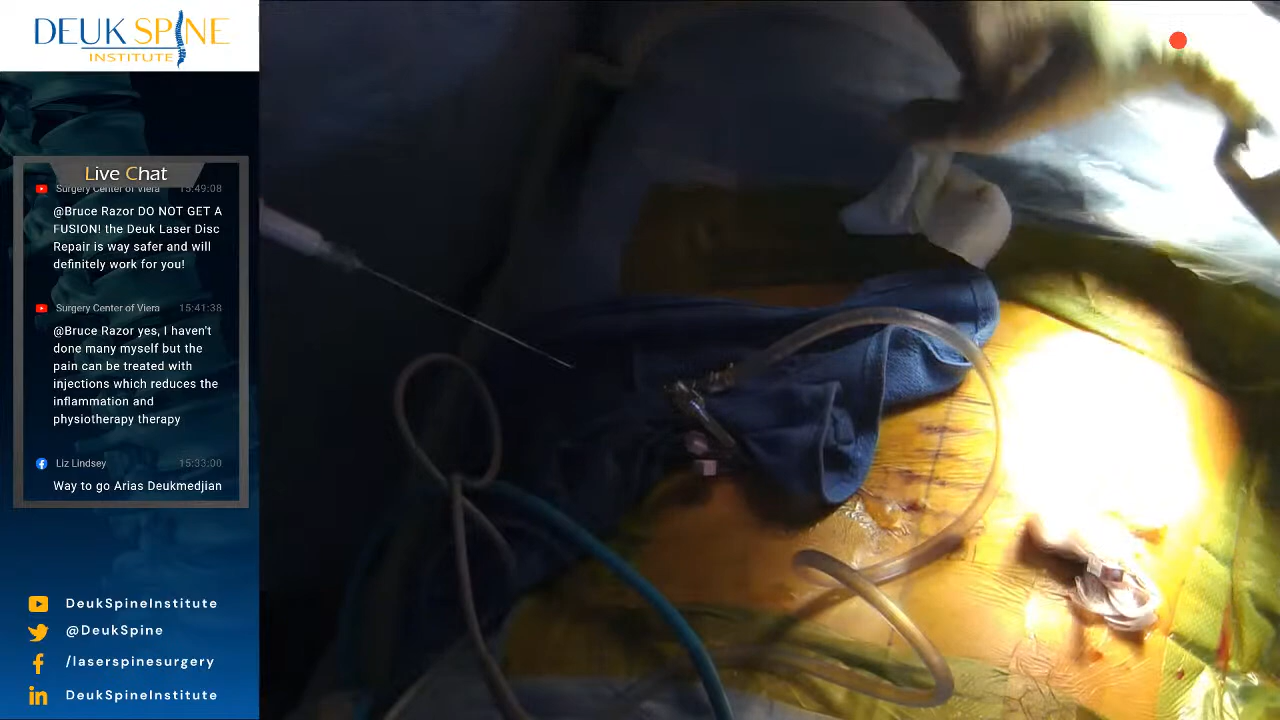 DEUK SPINE
INSTITUTE
Live Chat
Surgery Center of Viera 15:49:08
@Bruce Razor DO NOT GET A
FUSION! the Deuk Laser Disc
Repair is way safer and will
definitely work for you!
Surgery Center of Viera 15:41:38
@Bruce Razor yes, I haven't
done many myself but the
pain can be treated with
injections which reduces the
inflammation and
physiotherapy therapy
Liz Lindsey 15:33:00
Way to go Arias Deukmedjian
DeukSpineInstitute
@DeukSpine
/laserspinesurgery
DeukSpineInstitute